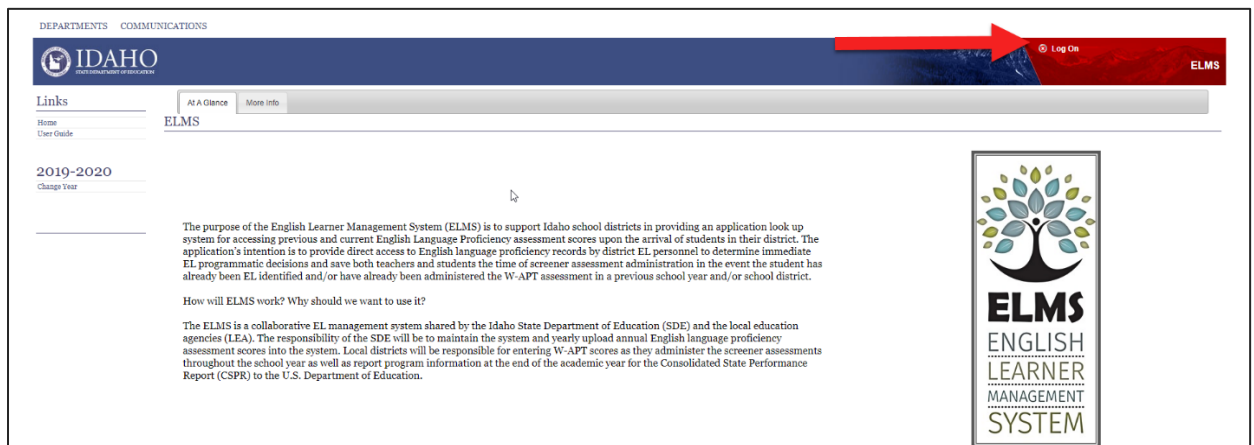 DEPARTMENTS COMMUNICATIONS
IDAHO
STATE DEPARTMENT OF EDUCATION
Log On
ELMS
Links
Home
User Guide
2019-2020
Change Year
At A Glance More Info
ELMS
The purpose of the English Learner Management System (ELMS) is to support Idaho school districts in providing an application look up
system for accessing previous and current English Language Proficiency assessment scores upon the arrival of students in their district. The
application's intention is to provide direct access to English language proficiency records by district EL personnel to determine immediate
EL programmatic decisions and save both teachers and students the time of screener assessment administration in the event the student has
already been EL identified and/or have already been administered the W-APT assessment in a previous school year and/or school district.
How will ELMS work? Why should we want to use it?
The ELMS is a collaborative EL management system shared by the Idaho State Department of Education (SDE) and the local education
agencies (LEA). The responsibility of the SDE will be to maintain the system and yearly upload annual English language proficiency
assessment scores into the system. Local districts will be responsible for entering W-APT scores as they administer the screener assessments
throughout the school year as well as report program information at the end of the academic year for the Consolidated State Performance
Report (CSPR) to the U.S. Department of Education.
ELMS
ENGLISH
LEARNER
MANAGEMENT
SYSTEM